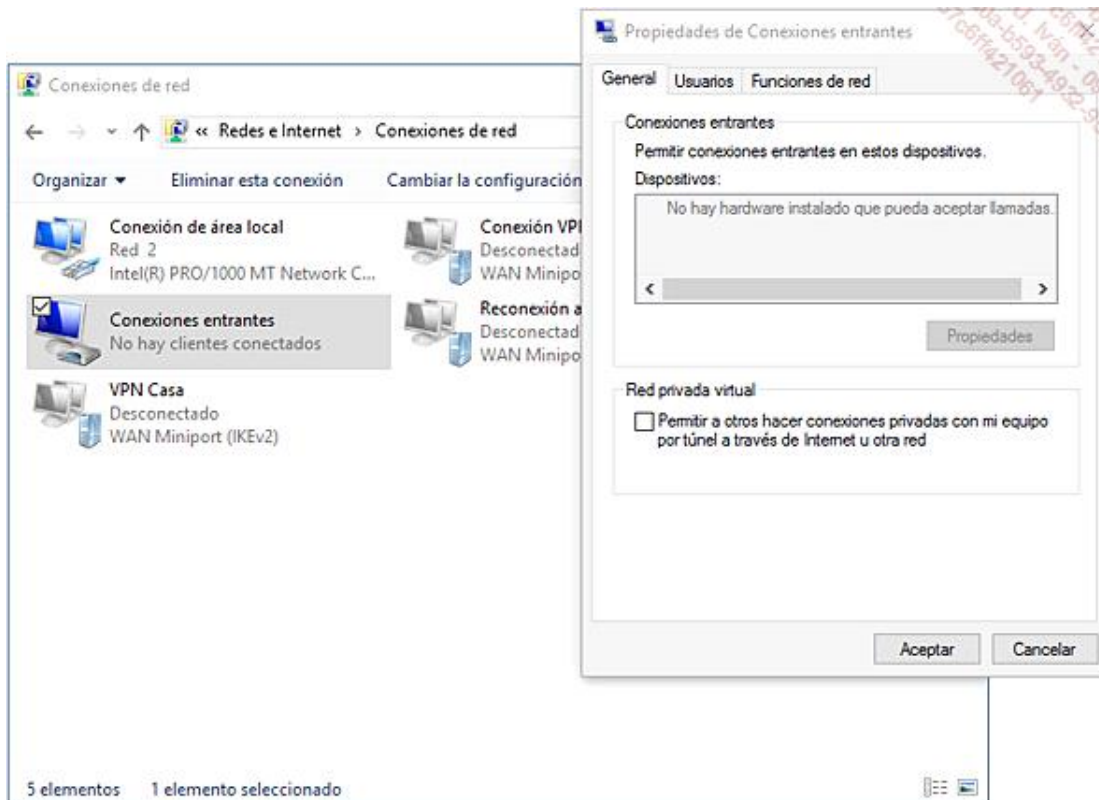 Conexiones de red
« Redes e Internet > Conexiones de red
Organizar
Eliminar esta conexión
Cambiar la configuración
Conexión de área local
Red 2
Intel(R) PRO/1000 MT Network C...
Conexiones entrantes
No hay clientes conectados
VPN Casa
Desconectado
WAN Miniport (IKEv2)
Conexión VP
Desconectad
WAN Minipo
Reconexión a
Desconectad
WAN Minipo
5 elementos
1 elemento seleccionado
Propiedades de Conexiones entrantes
General
Usuarios
Funciones de red
Conexiones entrantes
Permitir conexiones entrantes en estos dispositivos.
Dispositivos:
No hay hardware instalado que pueda aceptar llamadas.
Propiedades
Red privada virtual
Permitir a otros hacer conexiones privadas con mi equipo
por túnel a través de Internet u otra red
Aceptar
Cancelar